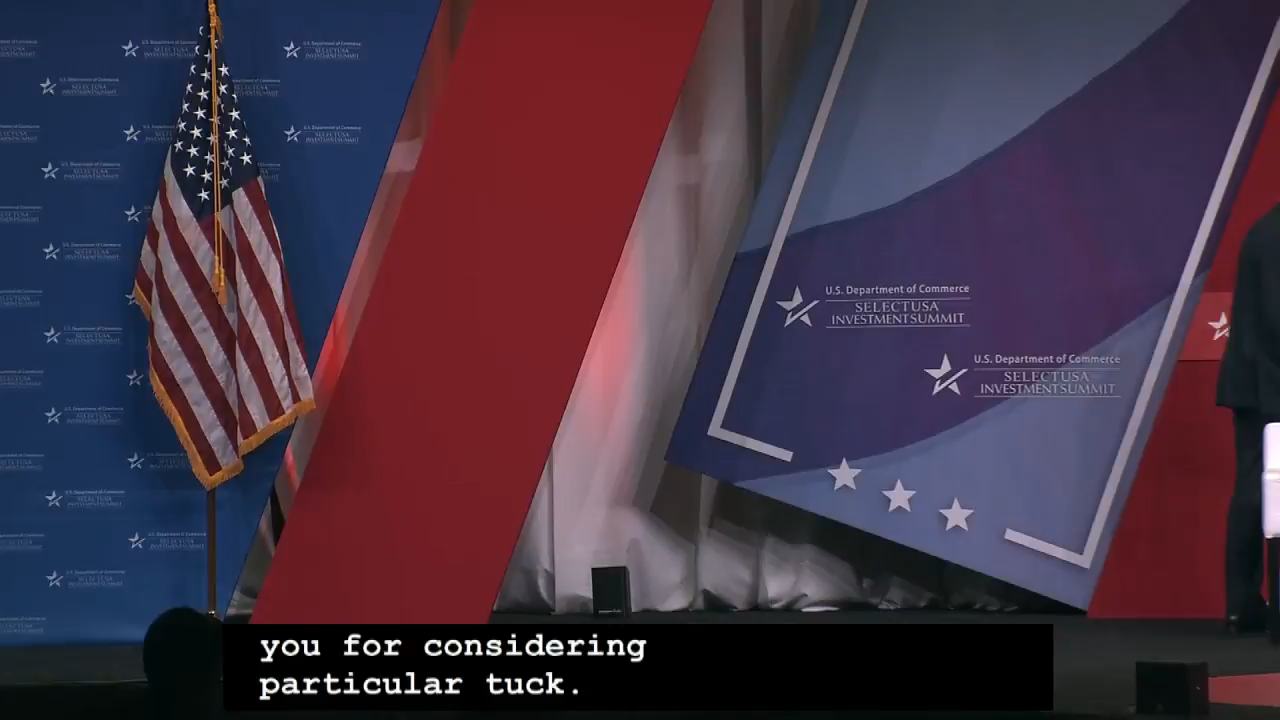 U.S. Department of Commerce
SELECTUSA
INVESTMENTSUMMIT
U.S. Department of Commerce
SELECTUSA
INVESTMENTSUMMIT
you for considering
particular tuck.